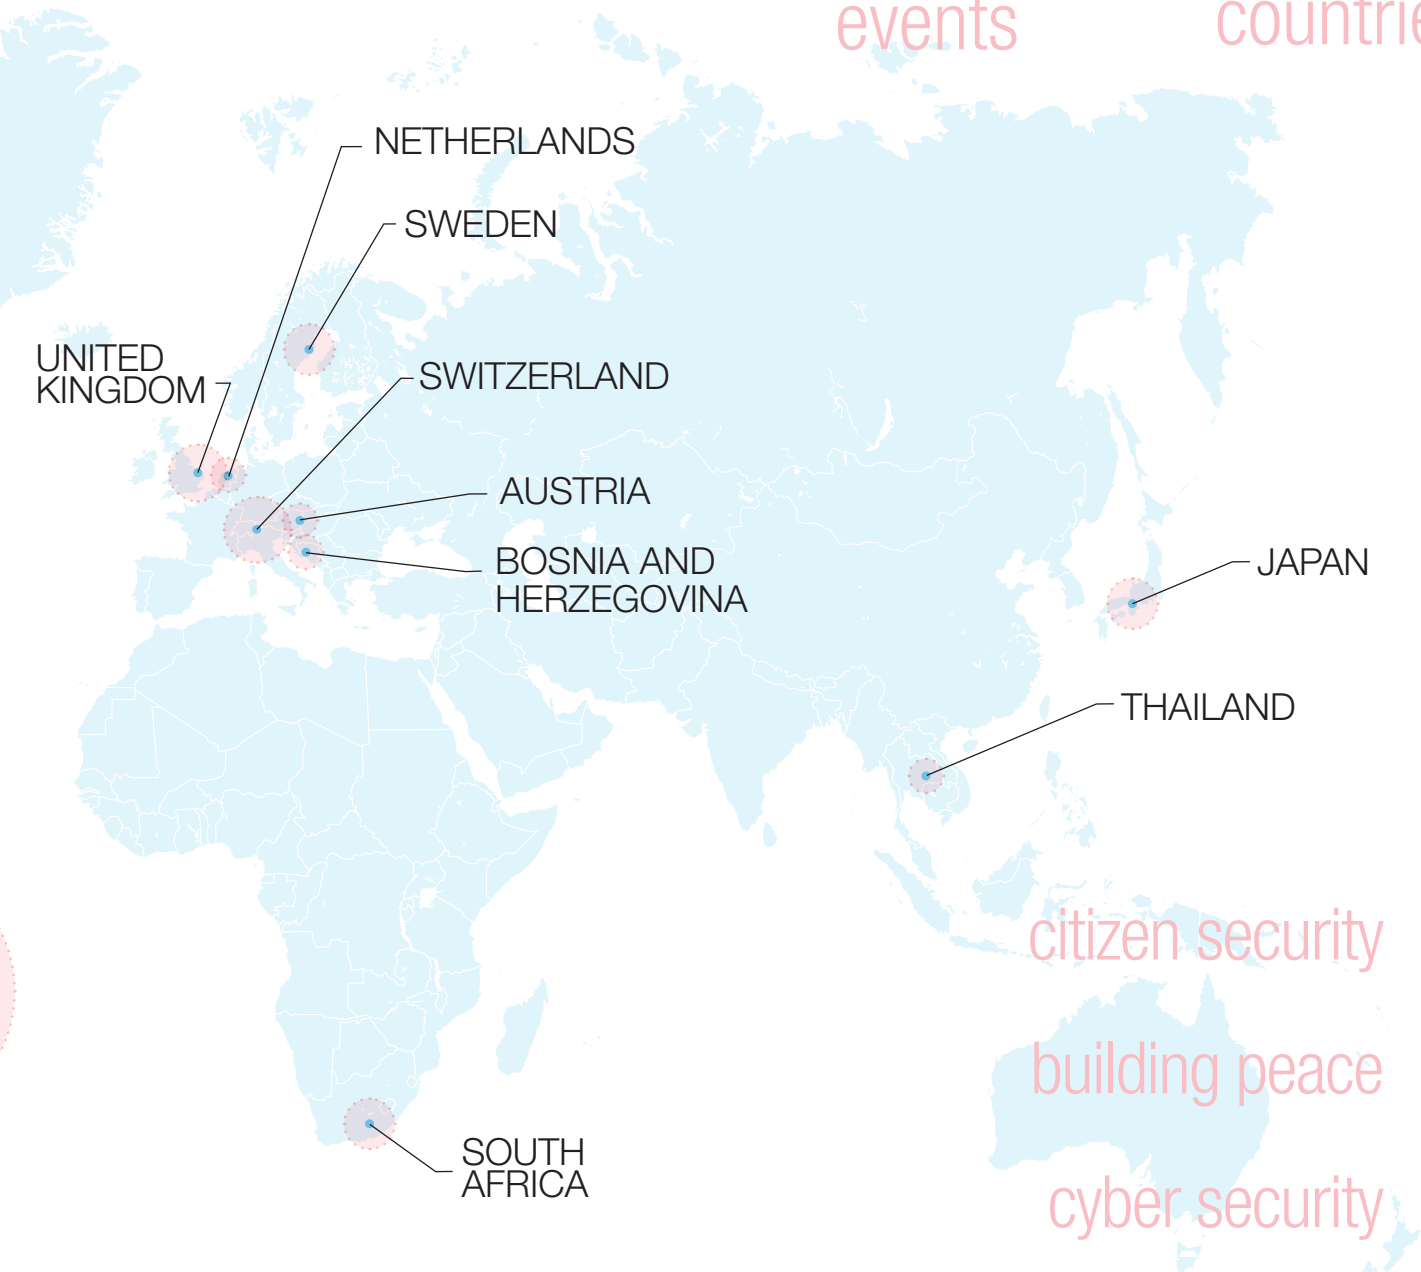 events
countrie
NETHERLANDS
SWEDEN
UNITED
KINGDOM
SWITZERLAND
AUSTRIA
BOSNIA AND
HERZEGOVINA
JAPAN
THAILAND
citizen security
building peace
SOUTH
AFRICA
cyber security